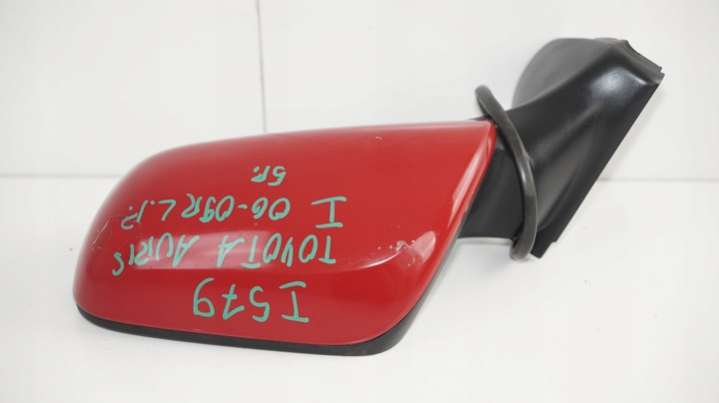 I579
TOYOTA AURIS
I 06-09R L.P.
5P.